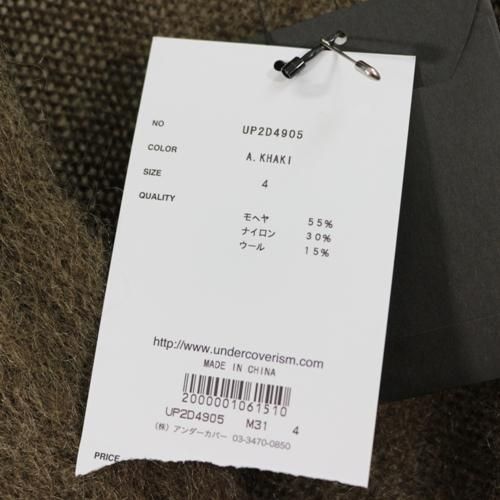 NO UP2D4905
COLOR A. KHAKI
SIZE 4
QUALITY
モヘヤ 55%
ナイロン 30%
ウール 15%
http://www.undercoverism.com
MADE IN CHINA
2000001061510
UP2D4905 M31 4
(株) アンダーカバー 03-3470-0850
PRICE